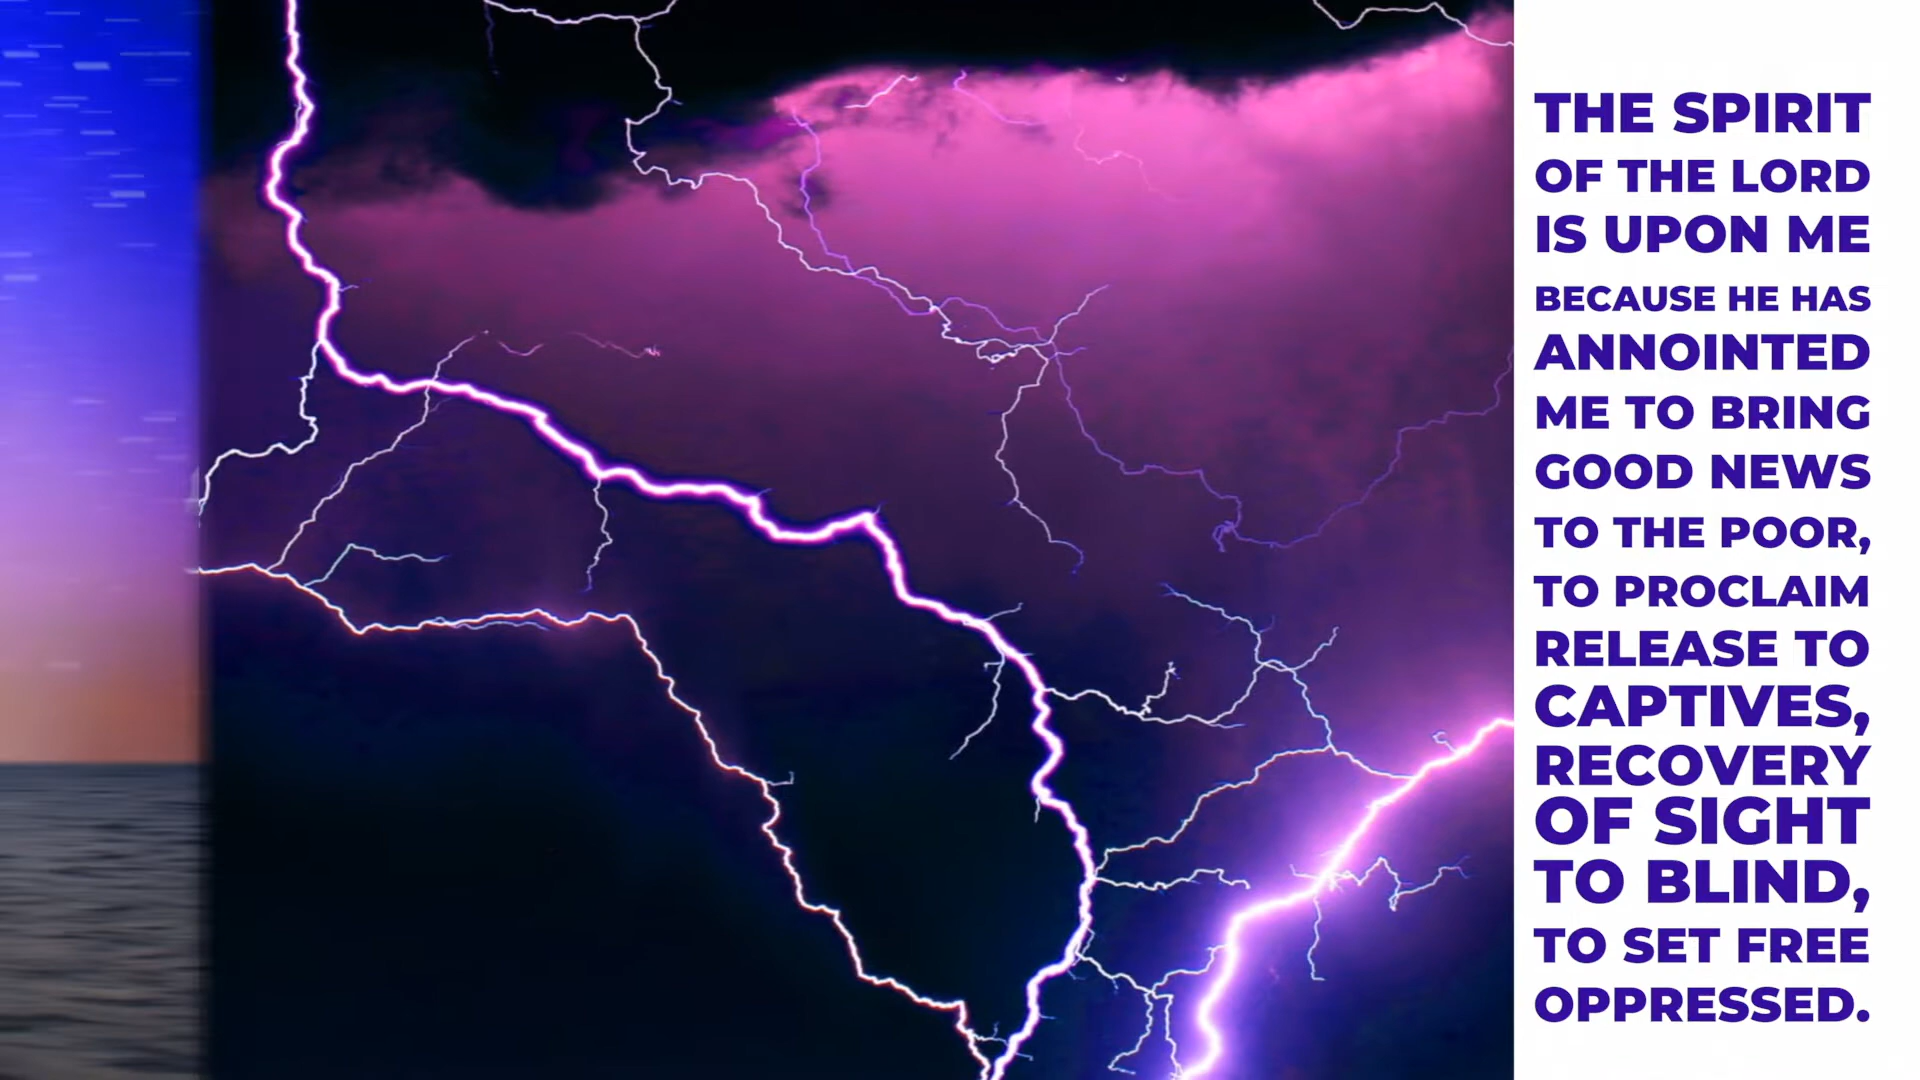 THE SPIRIT
OF THE LORD
IS UPON ME
BECAUSE HE HAS
ANNOINTED
ME TO BRING
GOOD NEWS
TO THE POOR,
TO PROCLAIM
RELEASE TO
CAPTIVES,
RECOVERY
OF SIGHT
TO BLIND,
TO SET FREE
OPPRESSED.